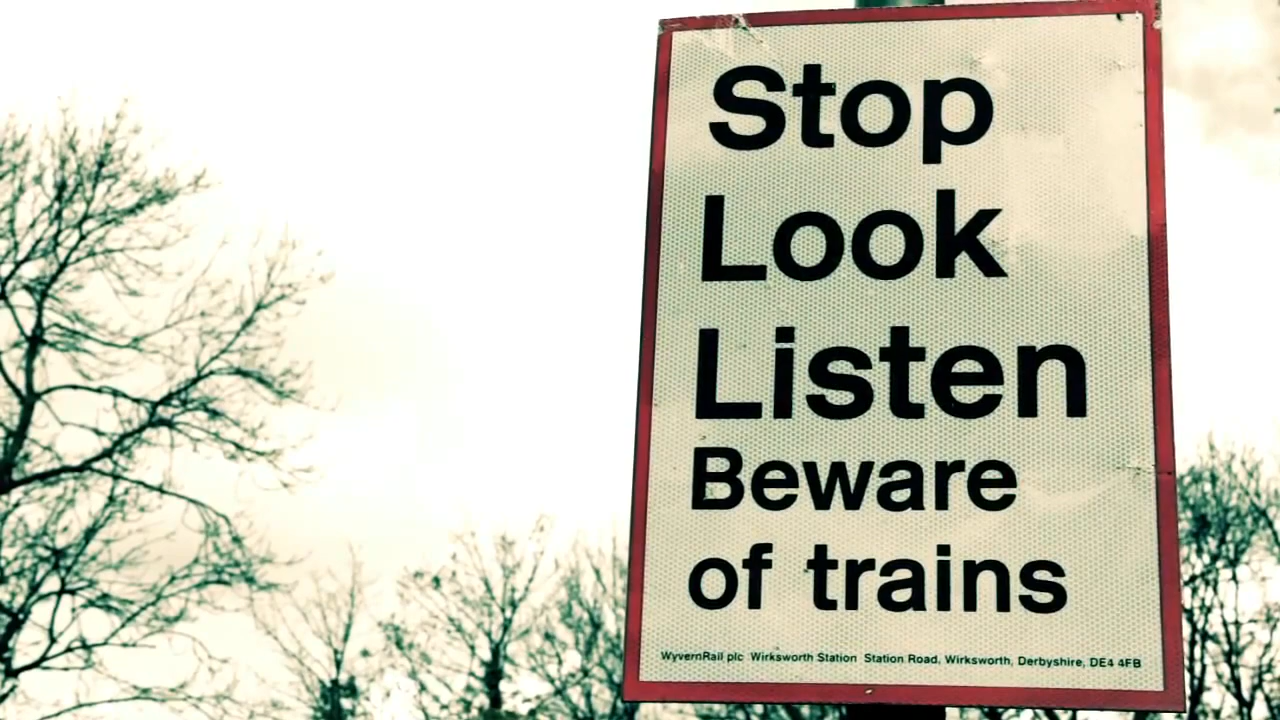 Stop
Look
Listen
Beware
of trains
WyvernRail plc Wirksworth Station Station Road, Wirksworth, Derbyshire, DE4 4FB